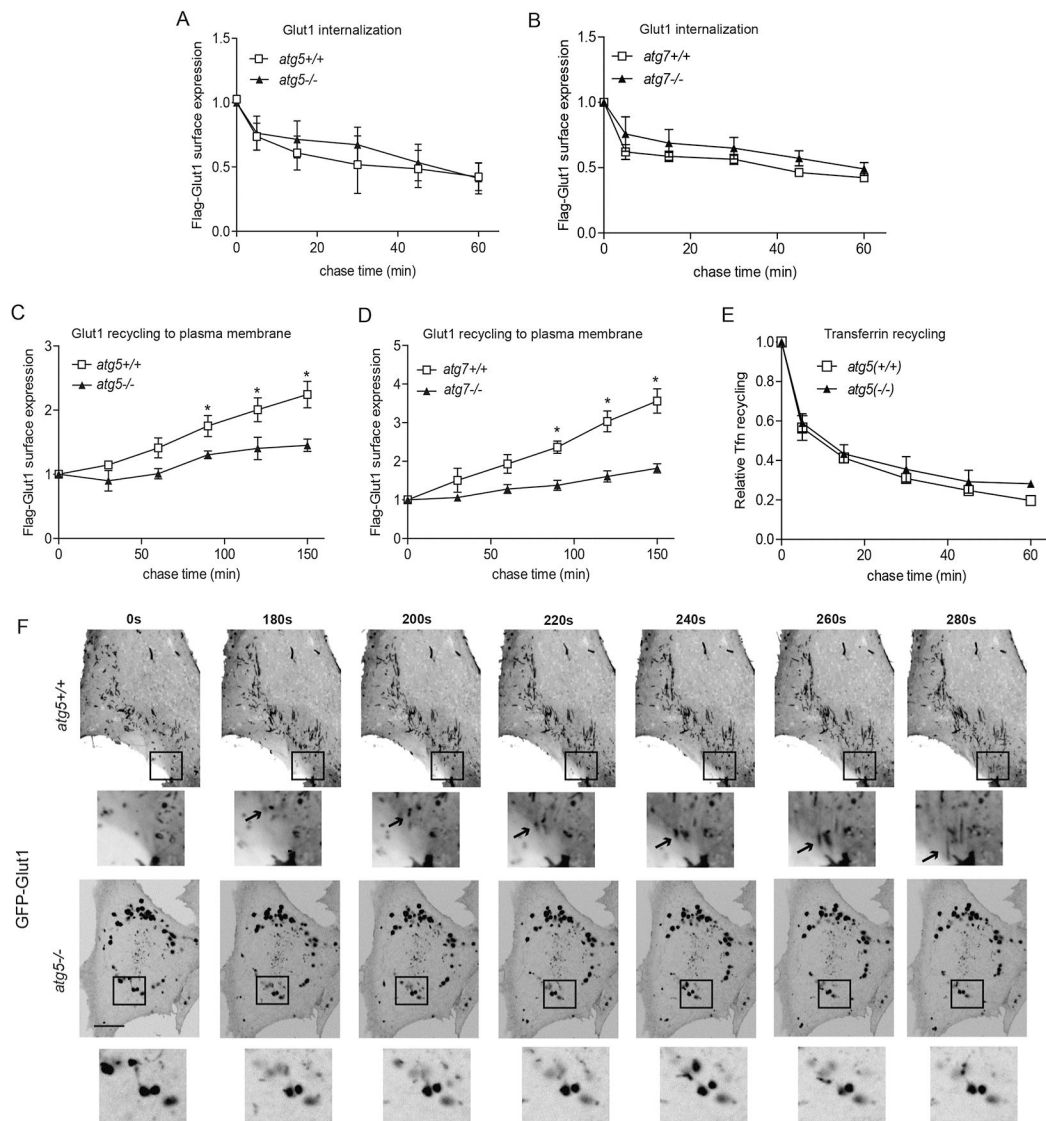 A
Glut1 internalization
atg5+/+
atg5-/-
Flag-Glut1 surface expression
1.5
1.0
0.5
0.0
0
20
40
60
chase time (min)
B
Glut1 internalization
atg7+/+
atg7-/-
Flag-Glut1 surface expression
1.5
1.0
0.5
0.0
0
20
40
60
chase time (min)
C
Glut1 recycling to plasma membrane
atg5+/+
atg5-/-
Flag-Glut1 surface expression
3
2
1
0
* * *
0
50
100
150
chase time (min)
D
Glut1 recycling to plasma membrane
atg7+/+
atg7-/-
Flag-Glut1 surface expression
5
4
3
2
1
0
* * *
0
50
100
150
chase time (min)
E
Transferrin recycling
atg5(+/+)
atg5(-/-)
Relative Tfn recycling
1.0
0.8
0.6
0.4
0.2
0.0
0
20
40
60
chase time (min)
F
0s
180s
200s
220s
240s
260s
280s
GFP-Glut1
atg5+/+
atg5-/-